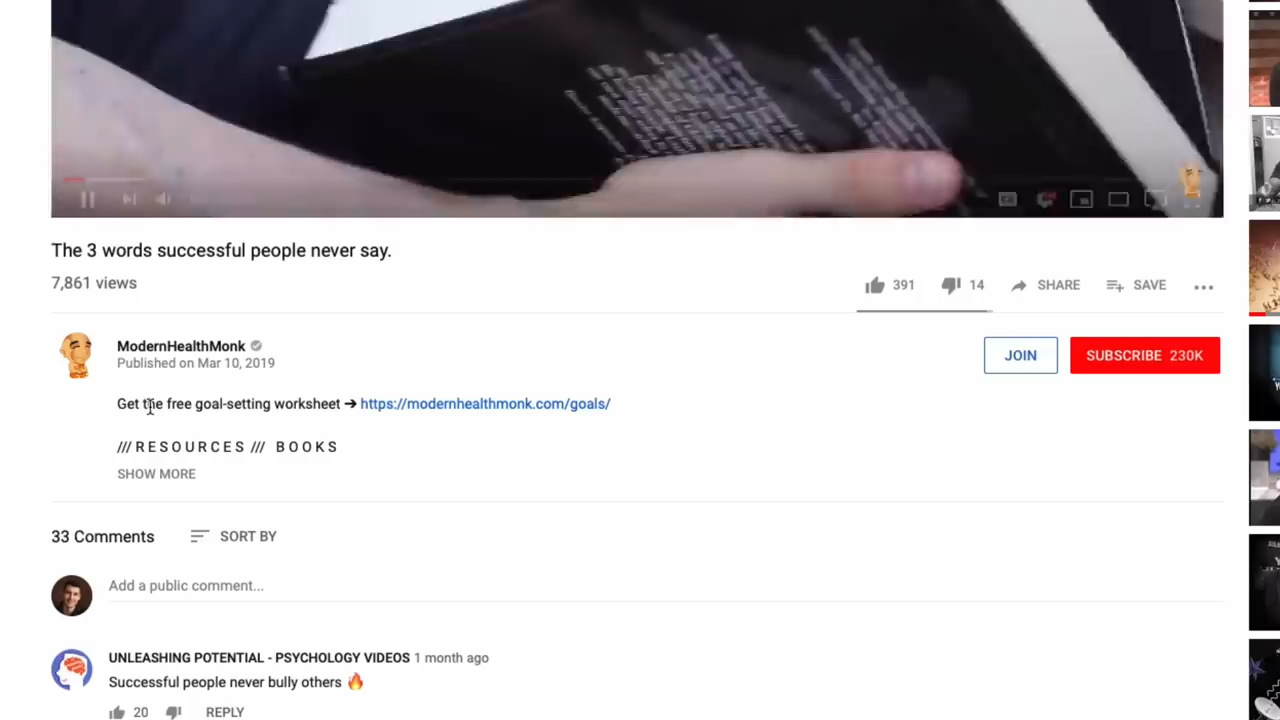 The 3 words successful people never say.
7,861 views
391
14
SHARE
SAVE
ModernHealthMonk
Published on Mar 10, 2019
JOIN
SUBSCRIBE 230K
Get the free goal-setting worksheet ➔ https://modernhealthmonk.com/goals/
/// R E S O U R C E S /// B O O K S
SHOW MORE
33 Comments
SORT BY
Add a public comment...
UNLEASHING POTENTIAL - PSYCHOLOGY VIDEOS 1 month ago
Successful people never bully others 🔥
20
REPLY